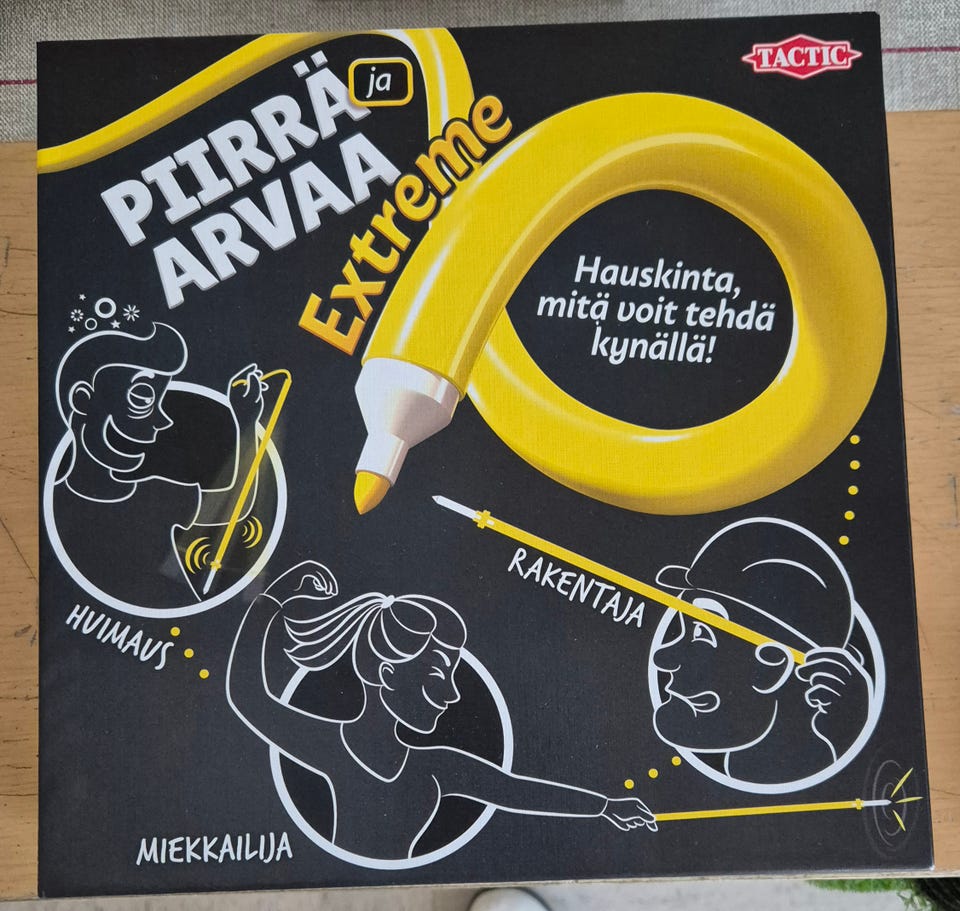 TACTIC
PIIRRÄ ja
ARVAA
Extreme
Hauskinta,
mitä voit tehdä
kynällä!
RAKENTAJA
HUIMAUS
MIEKKAILIJA